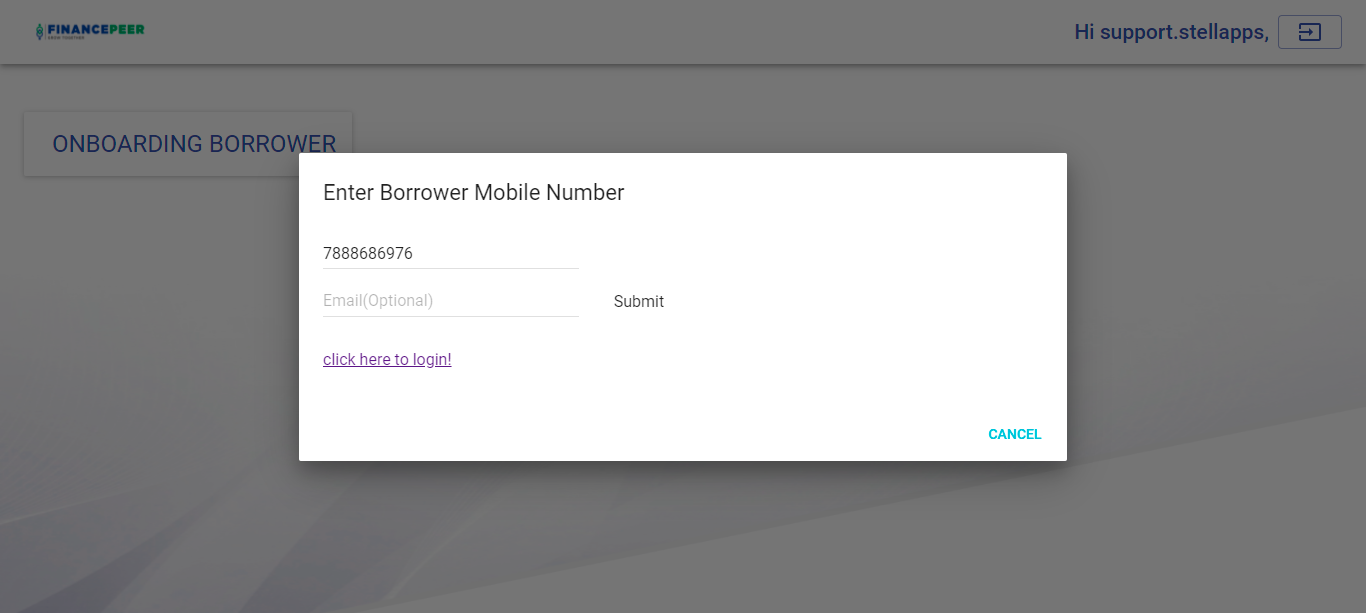 FINANCEPEER
Hi support.stellapps,
ONBOARDING BORROWER
Enter Borrower Mobile Number
7888686976
Email(Optional)
Submit
click here to login!
CANCEL